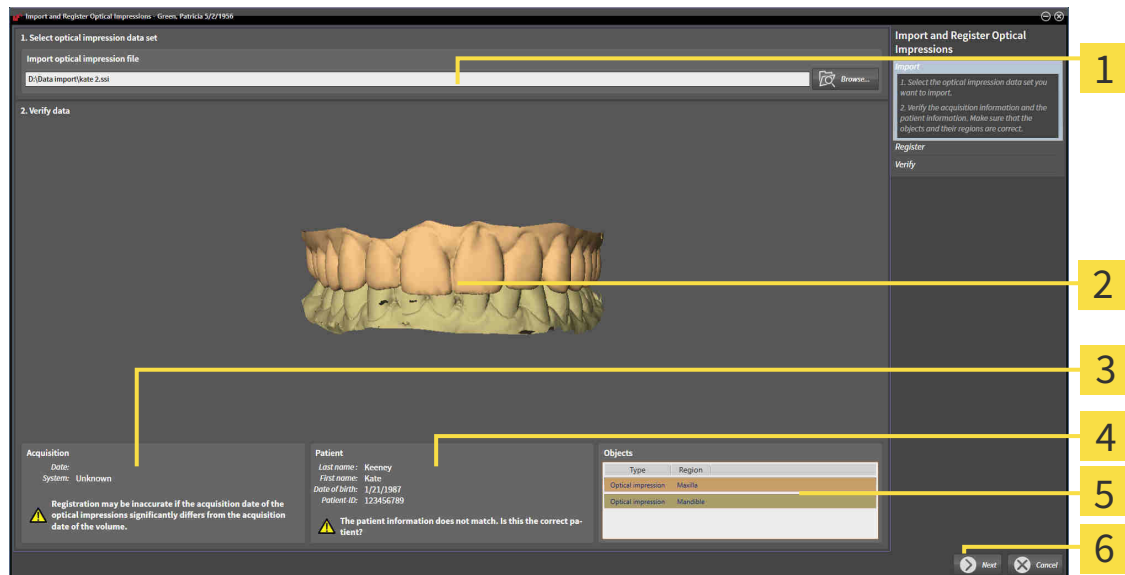 Import and Register Optical Impressions - Green, Patricia 5/2/1956
1. Select optical impression data set
Import optical impression file
D:\Data import\kate 2.ssi
Browse...
2. Verify data
Acquisition
Date:
System: Unknown
Registration may be inaccurate if the acquisition date of the
optical impressions significantly differs from the acquisition
date of the volume.
Patient
Last name: Keeney
First name: Kate
Date of birth: 1/21/1987
Patient-ID: 123456789
The patient information does not match. Is this the correct pa-
tient?
Objects
Type Region
Optical impression Maxilla
Optical impression Mandible
Import and Register Optical
Impressions
Import
1. Select the optical impression data set you
want to import.
2. Verify the acquisition information and the
patient information. Make sure that the
objects and their regions are correct.
Register
Verify
Next
Cancel
1
2
3
4
5
6